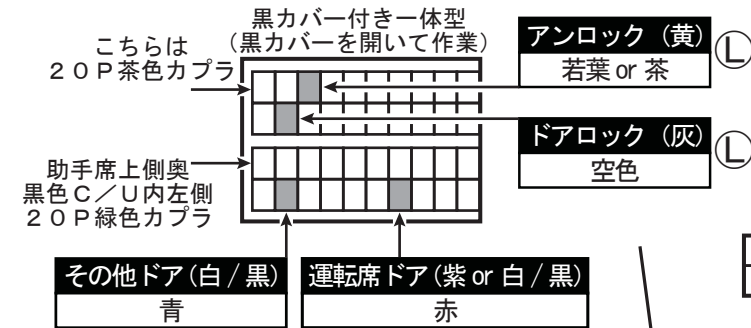 黒カバー付き一体型
(黒カバーを開いて作業)
こちらは
２０Ｐ茶色カプラ
アンロック（黄） Ⓛ
若葉 or 茶
ドアロック（灰） Ⓛ
空色
助手席上側奥
黒色Ｃ／Ｕ内左側
２０Ｐ緑色カプラ
その他ドア(白 / 黒)
青
運転席ドア(紫 or 白 / 黒)
赤